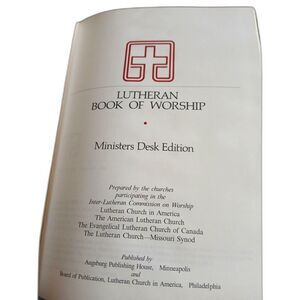 LUTHERAN
BOOK OF WORSHIP
Ministers Desk Edition
Prepared by the churches
participating in the
Inter-Lutheran Commission on Worship
Lutheran Church in America
The American Lutheran Church
The Evangelical Lutheran Church of Canada
The Lutheran Church—Missouri Synod
Published by
Augsburg Publishing House, Minneapolis
and
Board of Publication, Lutheran Church in America, Philadelphia